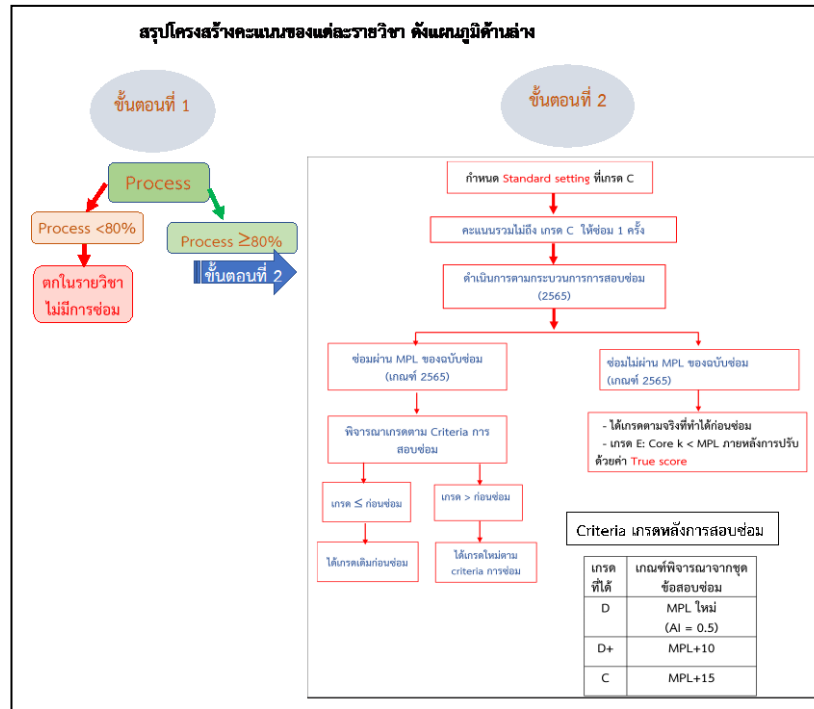 สรุปโครงสร้างคะแนนของแต่ละรายวิชา ดังแผนภูมิด้านล่าง
ขั้นตอนที่ 1
Process
Process <80%
Process ≥80%
ขั้นตอนที่ 2
ตกในรายวิชา
ไม่มีการซ่อม
ขั้นตอนที่ 2
กำหนด Standard setting ที่เกรด C
คะแนนรวมไม่ถึง เกรด C ให้ซ่อม 1 ครั้ง
ดำเนินการตามกระบวนการการสอบซ่อม
(2565)
ซ่อมผ่าน MPL ของฉบับซ่อม
(เกณฑ์ 2565)
ซ่อมไม่ผ่าน MPL ของฉบับซ่อม
(เกณฑ์ 2565)
พิจารณาเกรดตาม Criteria การ
สอบซ่อม
- ได้เกรดตามจริงที่ทำได้ก่อนซ่อม
- เกรด E: Core k < MPL ภายหลังการปรับ
ด้วยค่า True score
เกรด ≤ ก่อนซ่อม
เกรด > ก่อนซ่อม
ได้เกรดเดิมก่อนซ่อม
ได้เกรดใหม่ตาม
criteria การซ่อม
Criteria เกรดหลังการสอบซ่อม
เกรด
ที่ได้
เกณฑ์พิจารณาจากชุด
ข้อสอบซ่อม
D
MPL ใหม่
(AI = 0.5)
D+
MPL+10
C
MPL+15